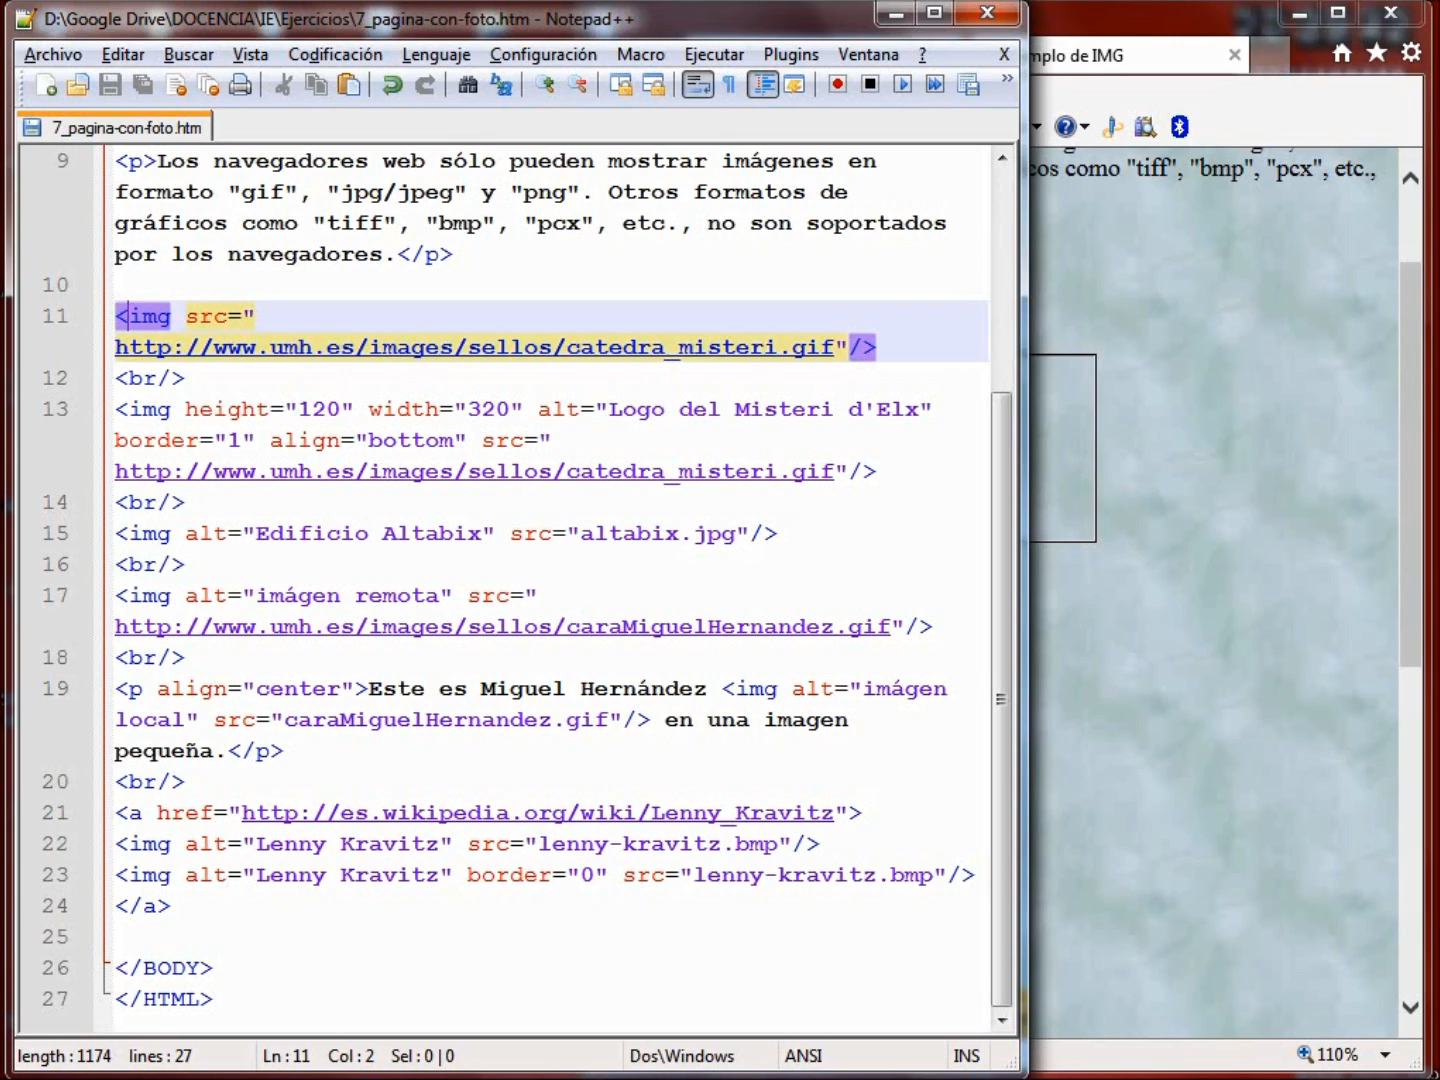 D:\Google Drive\DOCENCIA\IE\Ejercicios\7_pagina-con-foto.htm - Notepad++
Archivo Editar Buscar Vista Codificación Lenguaje Configuración Macro Ejecutar Plugins Ventana ? X
7_pagina-con-foto.htm
9 <p>Los navegadores web sólo pueden mostrar imágenes en
formato "gif", "jpg/jpeg" y "png". Otros formatos de
gráficos como "tiff", "bmp", "pcx", etc., no son soportados
por los navegadores.</p>
10
11 <img src="
http://www.umh.es/images/sellos/catedra_misteri.gif"/>
12 <br/>
13 <img height="120" width="320" alt="Logo del Misteri d'Elx"
border="1" align="bottom" src="
http://www.umh.es/images/sellos/catedra_misteri.gif"/>
14 <br/>
15 <img alt="Edificio Altabix" src="altabix.jpg"/>
16 <br/>
17 <img alt="imágen remota" src="
http://www.umh.es/images/sellos/caraMiguelHernandez.gif"/>
18 <br/>
19 <p align="center">Este es Miguel Hernández <img alt="imágen
local" src="caraMiguelHernandez.gif"/> en una imagen
pequeña.</p>
20 <br/>
21 <a href="http://es.wikipedia.org/wiki/Lenny_Kravitz">
22 <img alt="Lenny Kravitz" src="lenny-kravitz.bmp"/>
23 <img alt="Lenny Kravitz" border="0" src="lenny-kravitz.bmp"/>
24 </a>
25
26 </BODY>
27 </HTML>
length : 1174 lines : 27 Ln : 11 Col : 2 Sel : 0 | 0 Dos\Windows ANSI INS
mplo de IMG
cos como "tiff", "bmp", "pcx", etc.,
110%